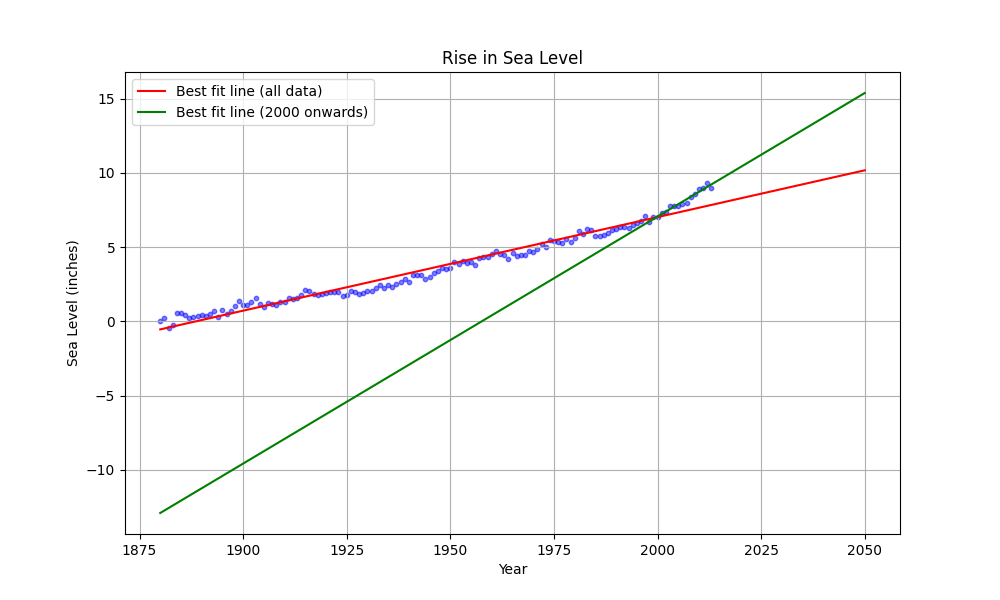 Rise in Sea Level
Best fit line (all data)
Best fit line (2000 onwards)
Sea Level (inches)
15
10
5
0
−5
−10
1875
1900
1925
1950
1975
2000
2025
2050
Year